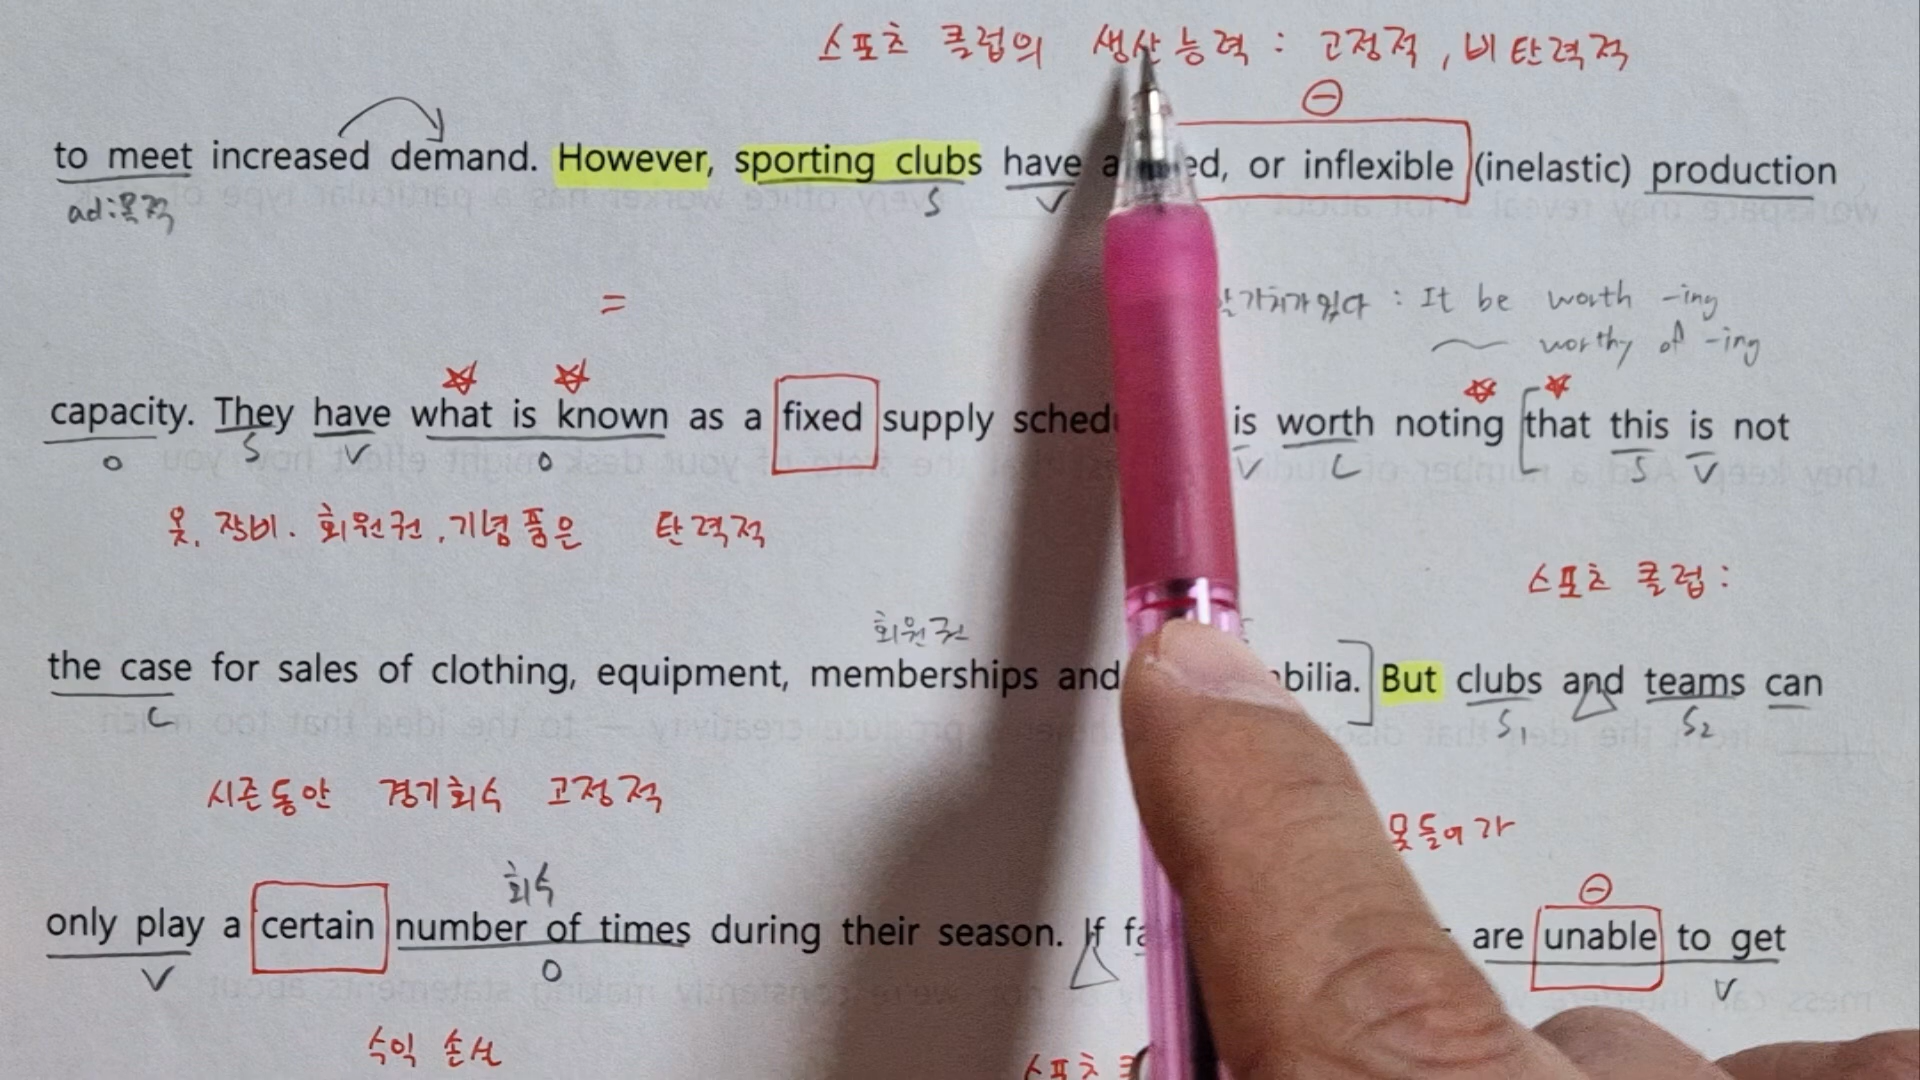 스포츠 클럽의 생산능력 : 고정적, 비탄력적
⊖
to meet increased demand. However, sporting clubs have a ed, or inflexible (inelastic) production
ad:목적 S V
= 가치가 있다 : It be worth -ing
worthy of -ing
capacity. They have what is known as a fixed supply sched is worth noting [that this is not
O S V O V C S V
옷. 장비. 회원권. 기념품은 탄력적
스포츠 클럽 :
회원권
the case for sales of clothing, equipment, memberships and bilia.] But clubs and teams can
C S₁ S₂
시즌동안 경기회수 고정적
못들어가
회수 ⊖
only play a certain number of times during their season. If fa are unable to get
V O V
수익 손실
스포츠